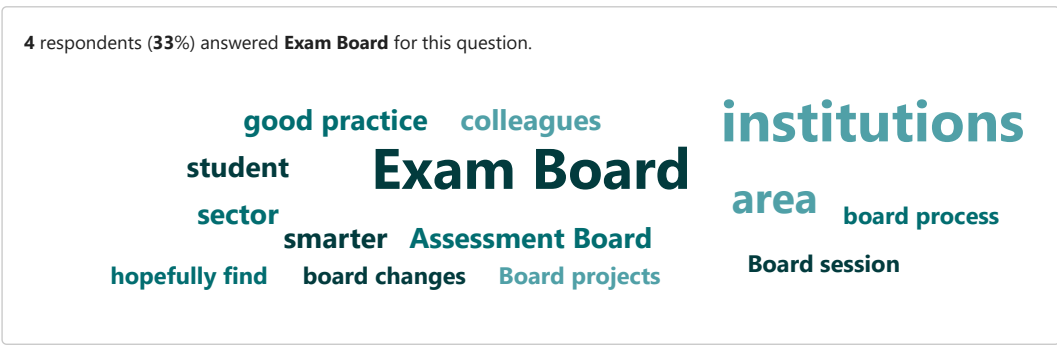 4 respondents (33%) answered Exam Board for this question.
institutions
good practice colleagues
Exam Board
student
area
sector
board process
smarter Assessment Board
Board session
hopefully find board changes Board projects